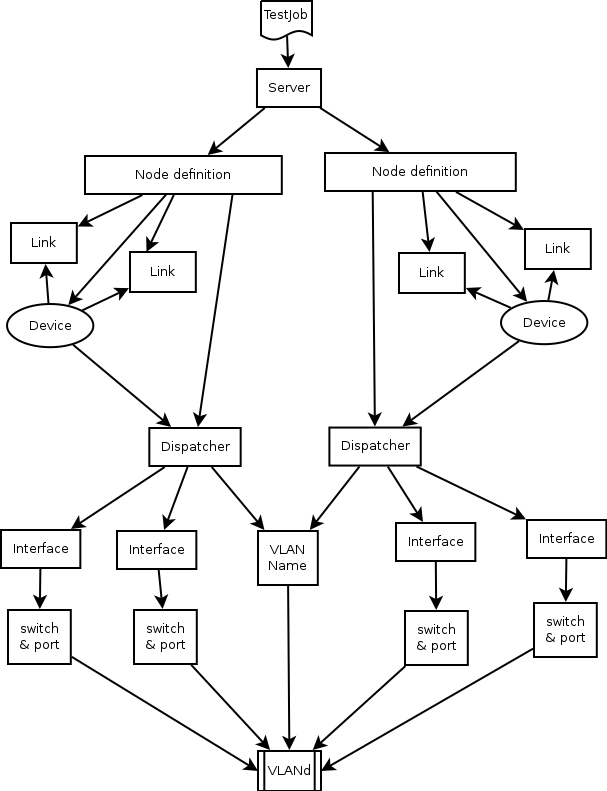 TestJob
Server
Node definition
Node definition
Link
Link
Link
Link
Device
Device
Dispatcher
Dispatcher
Interface
Interface
VLAN
Name
Interface
Interface
switch
& port
switch
& port
switch
& port
switch
& port
VLANd